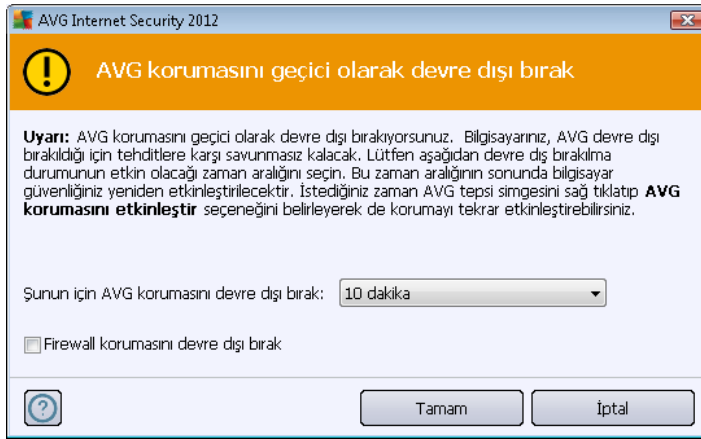 AVG Internet Security 2012
AVG korumasını geçici olarak devre dışı bırak
Uyarı: AVG korumasını geçici olarak devre dışı bırakıyorsunuz. Bilgisayarınız, AVG devre dışı
bırakıldığı için tehditlere karşı savunmasız kalacak. Lütfen aşağıdan devre dış bırakılma
durumunun etkin olacağı zaman aralığını seçin. Bu zaman aralığının sonunda bilgisayar
güvenliğiniz yeniden etkinleştirilecektir. İstediğiniz zaman AVG tepsi simgesini sağ tıklatıp AVG
korumasını etkinleştir seçeneğini belirleyerek de korumayı tekrar etkinleştirebilirsiniz.
Şunun için AVG korumasını devre dışı bırak: 10 dakika
Firewall korumasını devre dışı bırak
Tamam İptal